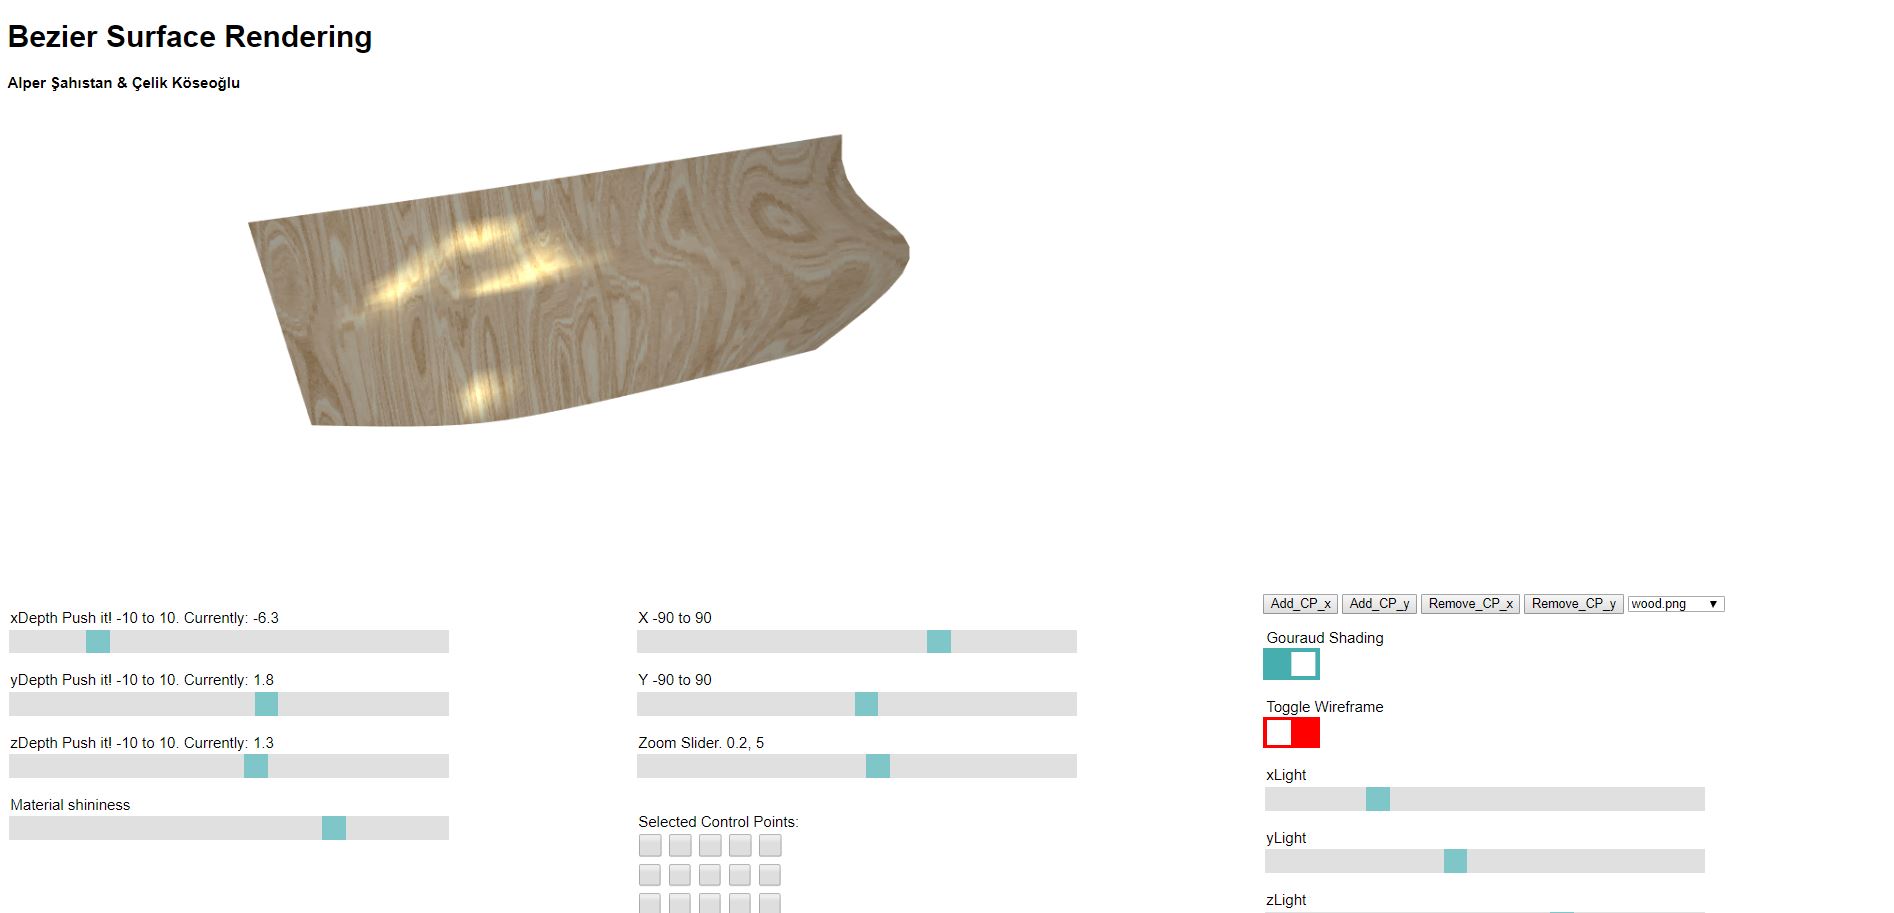 Bezier Surface Rendering
Alper Şahıstan & Çelik Köseoğlu
xDepth Push it! -10 to 10. Currently: -6.3
yDepth Push it! -10 to 10. Currently: 1.8
zDepth Push it! -10 to 10. Currently: 1.3
Material shininess
X -90 to 90
Y -90 to 90
Zoom Slider. 0.2, 5
Selected Control Points:
Add_CP_x Add_CP_y Remove_CP_x Remove_CP_y wood.png
Gouraud Shading
Toggle Wireframe
xLight
yLight
zLight